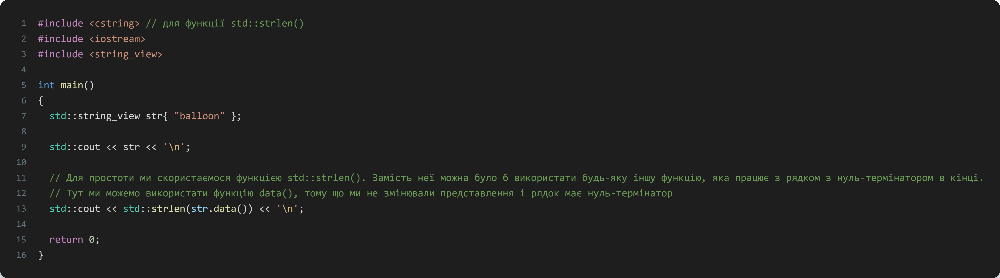 1 #include <cstring> // для функції std::strlen()
2 #include <iostream>
3 #include <string_view>
4
5 int main()
6 {
7 std::string_view str{ "balloon" };
8
9 std::cout << str << '\n';
10
11 // Для простоти ми скористаємося функцією std::strlen(). Замість неї можна було б використати будь-яку іншу функцію, яка працює з рядком з нуль-термінатором в кінці.
12 // Тут ми можемо використати функцію data(), тому що ми не змінювали представлення і рядок має нуль-термінатор
13 std::cout << std::strlen(str.data()) << '\n';
14
15 return 0;
16 }